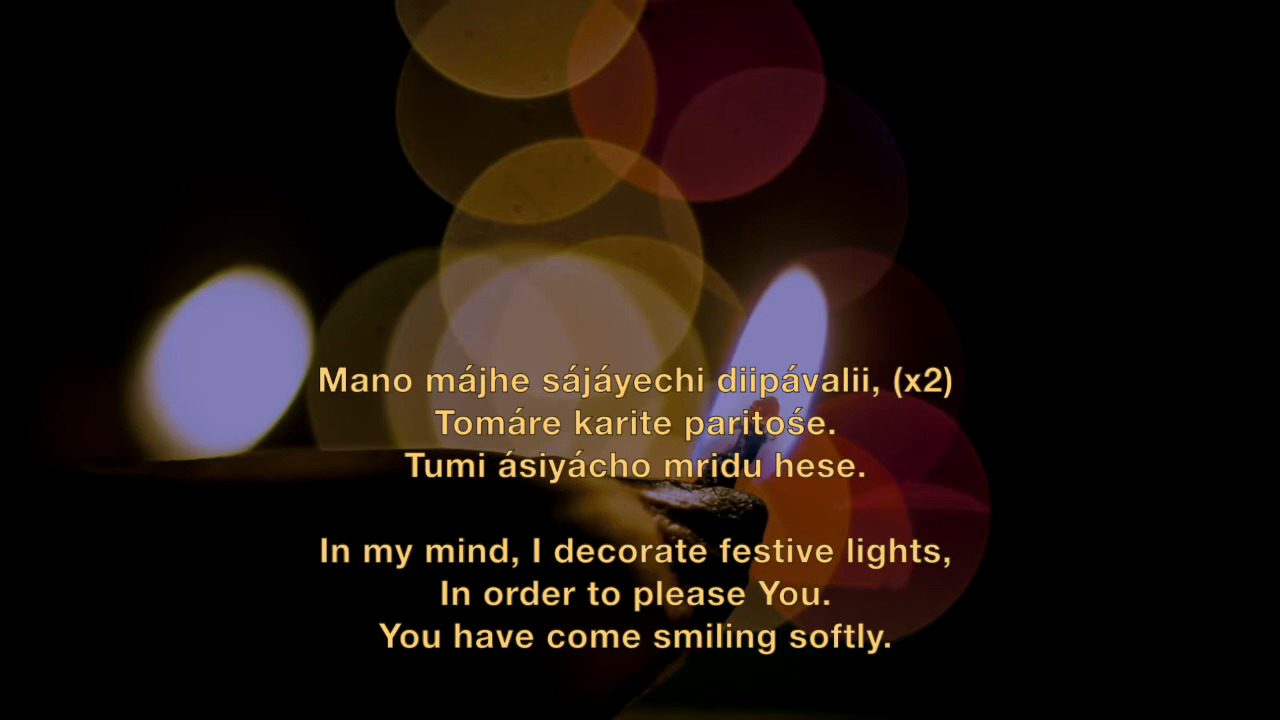 Mano májhe sájáyechi diipávalii, (x2)
Tomáre karite paritośe.
Tumi ásiyácho mridu hese.
In my mind, I decorate festive lights,
In order to please You.
You have come smiling softly.